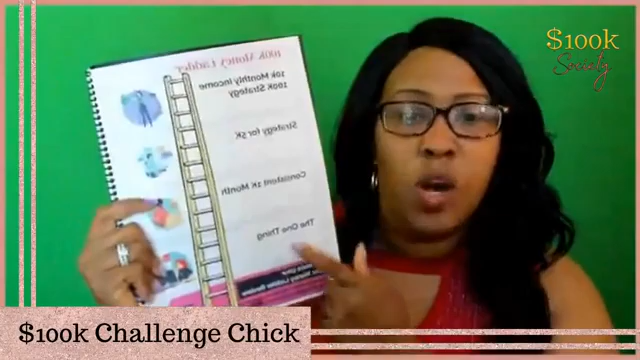 $100k
Society
100k Money Ladder
10k Monthly Income
100K Strategy
Strategy for 5K
Consistent 1K Month
The One Thing
$100k Challenge Chick